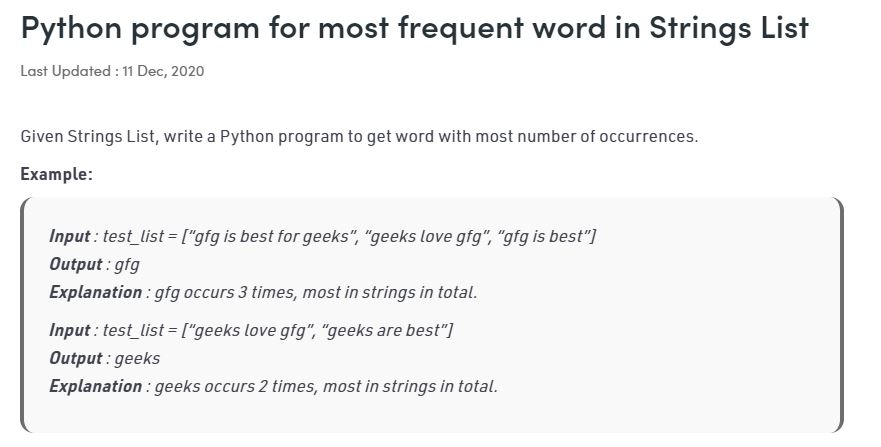 Python program for most frequent word in Strings List
Last Updated : 11 Dec, 2020
Given Strings List, write a Python program to get word with most number of occurrences.
Example:
Input : test_list = [“gfg is best for geeks”, “geeks love gfg”, “gfg is best”]
Output : gfg
Explanation : gfg occurs 3 times, most in strings in total.
Input : test_list = [“geeks love gfg”, “geeks are best”]
Output : geeks
Explanation : geeks occurs 2 times, most in strings in total.